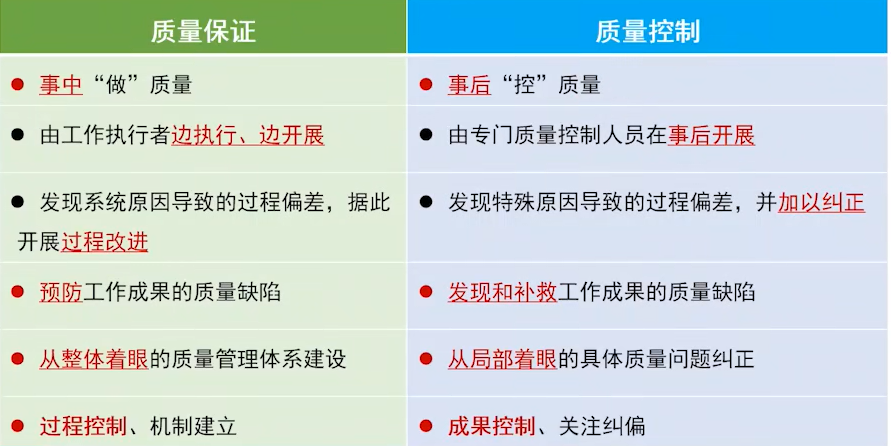 质量保证
质量控制
● 事中“做”质量
● 事后“控”质量
● 由工作执行者边执行、边开展
● 由专门质量控制人员在事后开展
● 发现系统原因导致的过程偏差，据此
开展过程改进
● 发现特殊原因导致的过程偏差，并加以纠正
● 预防工作成果的质量缺陷
● 发现和补救工作成果的质量缺陷
● 从整体着眼的质量管理体系建设
● 从局部着眼的具体质量问题纠正
● 过程控制、机制建立
● 成果控制、关注纠偏